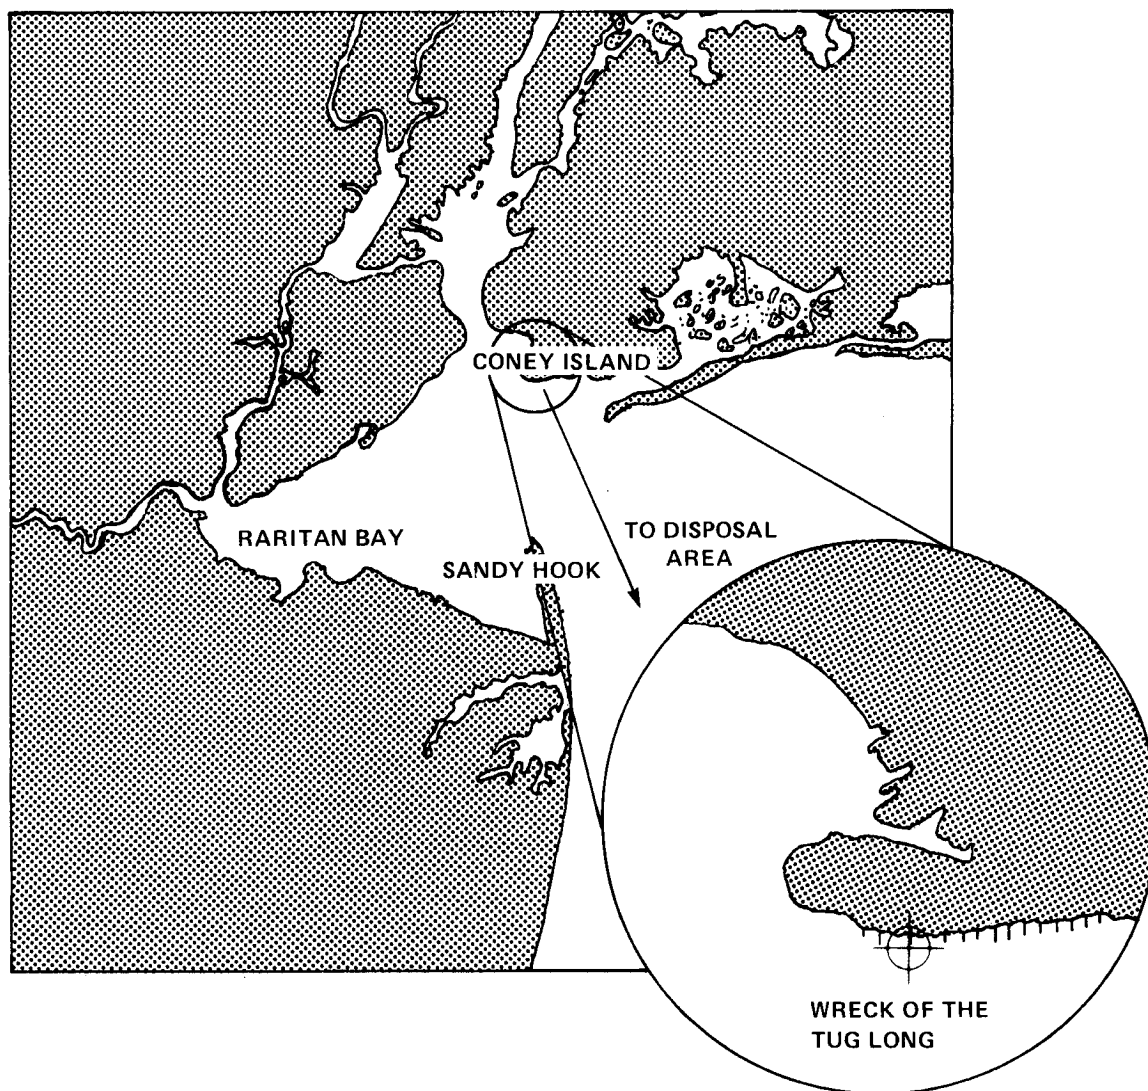 CONEY ISLAND
RARITAN BAY
TO DISPOSAL
AREA
SANDY HOOK
WRECK OF THE
TUG LONG